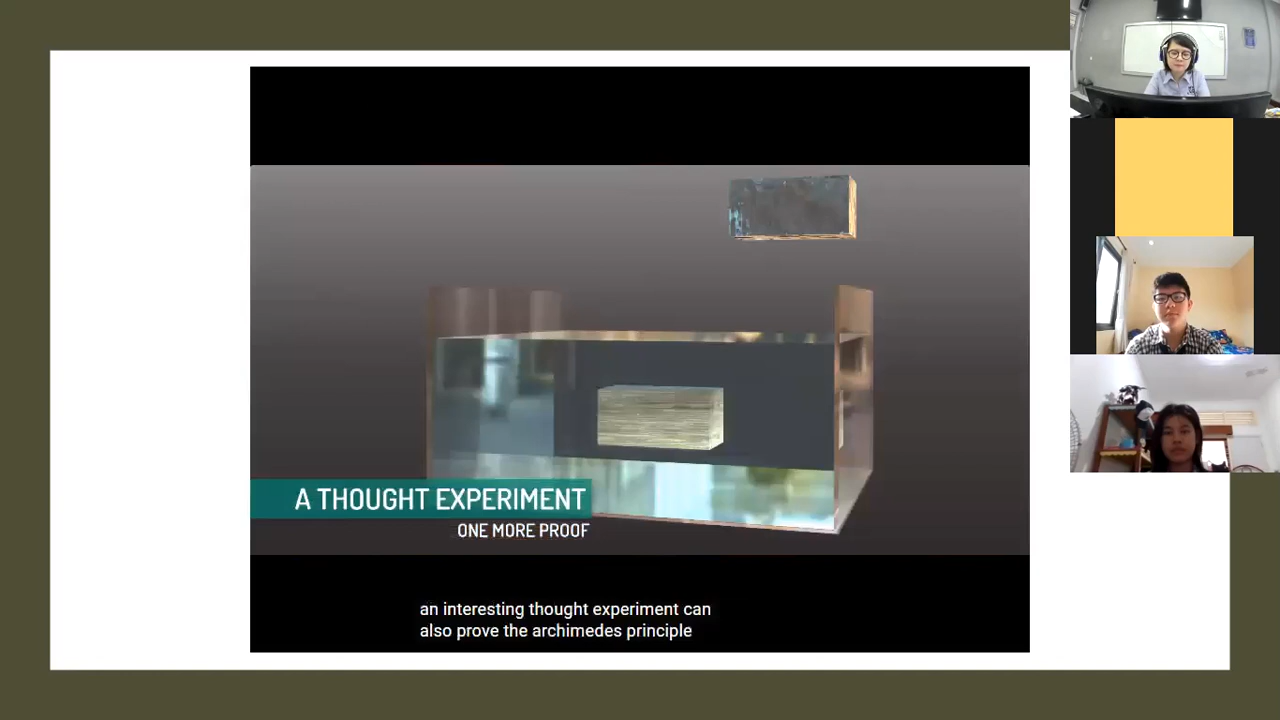 A THOUGHT EXPERIMENT
ONE MORE PROOF
an interesting thought experiment can
also prove the archimedes principle